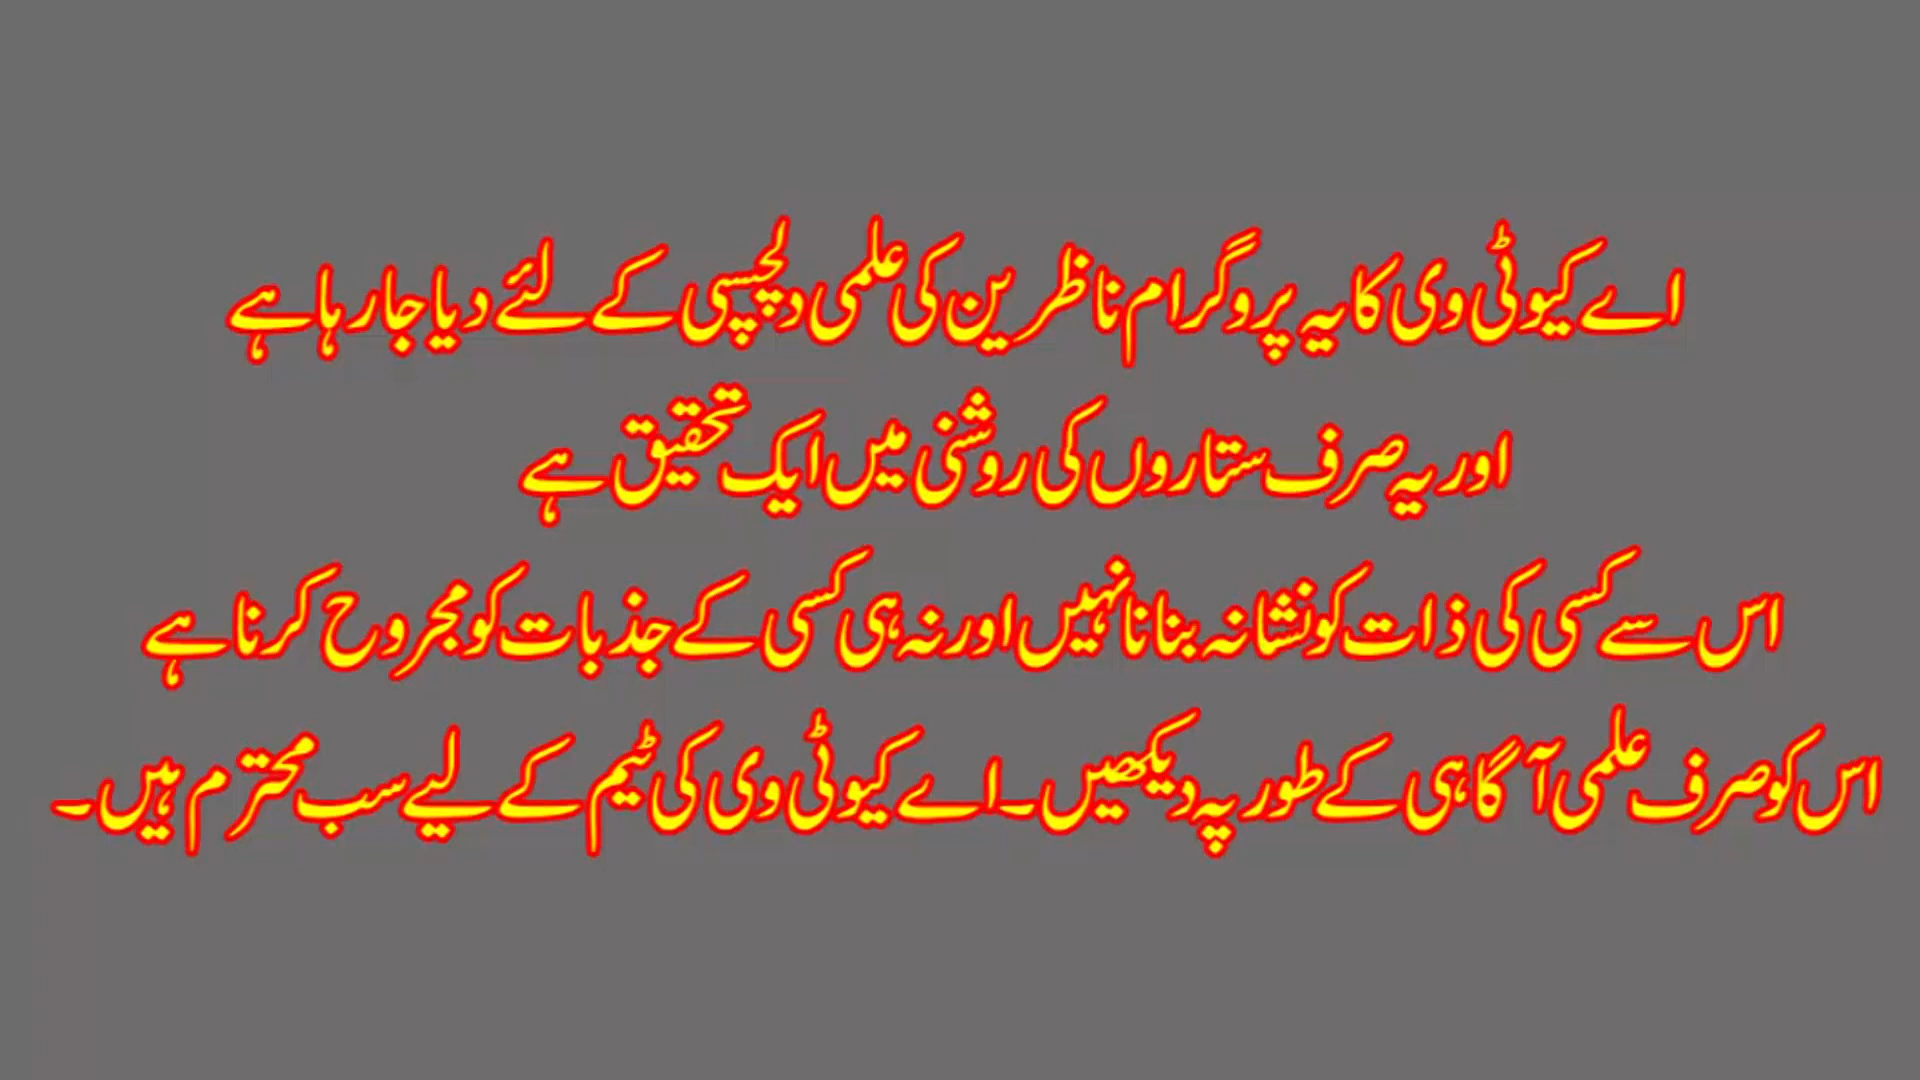 اے کیو ٹی وی کا یہ پروگرام ناظرین کی علمی دلچسپی کے لئے دیا جا رہا ہے
اور یہ صرف ستاروں کی روشنی میں ایک تحقیق ہے
اس سے کسی کی ذات کو نشانہ بنانا نہیں اور نہ ہی کسی کے جذبات کو مجروح کرنا ہے
اس کو صرف علمی آگاہی کے طور پہ دیکھیں۔ اے کیو ٹی وی کی ٹیم کے لیے سب محترم ہیں۔